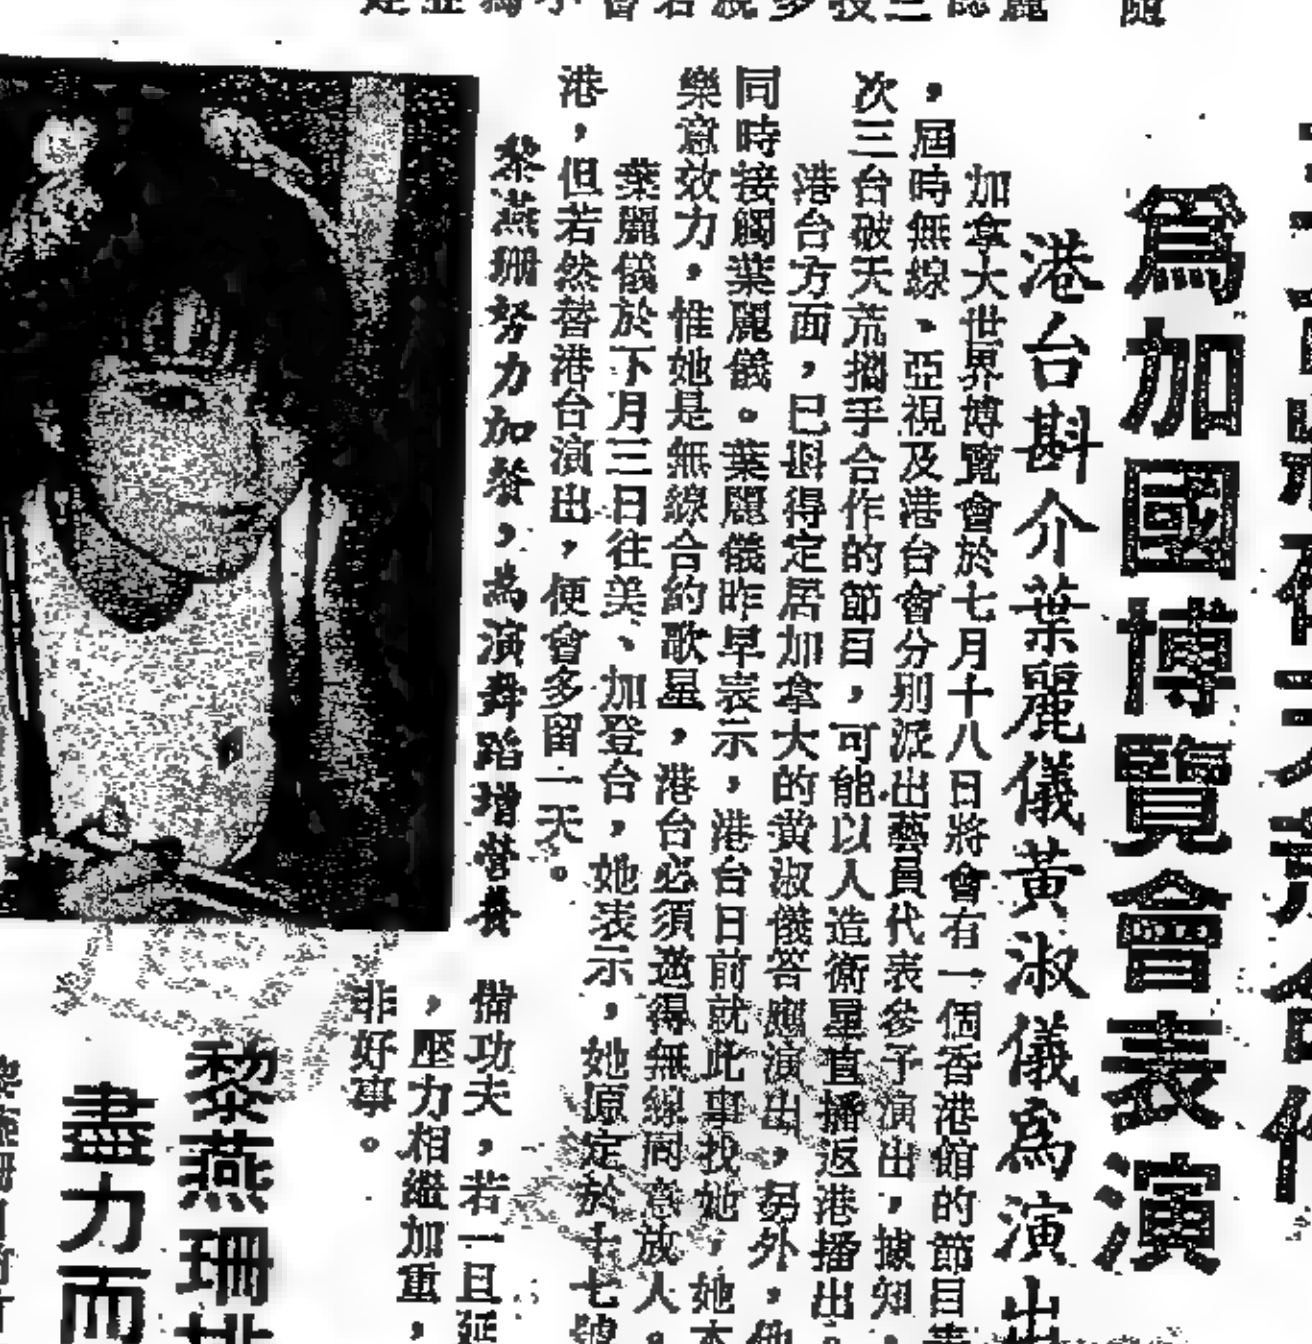 為加國博覽會表演
港台斟介葉麗儀黃淑儀為演出
加拿大世界博覽會於七月十八日將會有一個香港館的節目表
，屆時無線、亞視及港台會分別派出藝員代表參予演出，據知，
次三台破天荒攜手合作的節目，可能以人造衛星直播返港播出。
港台方面，已斟得定居加拿大的黃淑儀答應演出，另外，他
同時接觸葉麗儀。葉麗儀昨早表示，港台日前就此事找她，她本
樂意效力，惟她是無線合約歌星，港台必須邀得無線同意放人。
葉麗儀於下月三日往美、加登台，她表示，她原定於十七號
港，但若然替港台演出，便會多留一天。
黎燕珊努力加餐，為演舞蹈增營養
備功夫，若一旦延
，壓力相繼加重，
非好事。
黎燕珊
盡力而